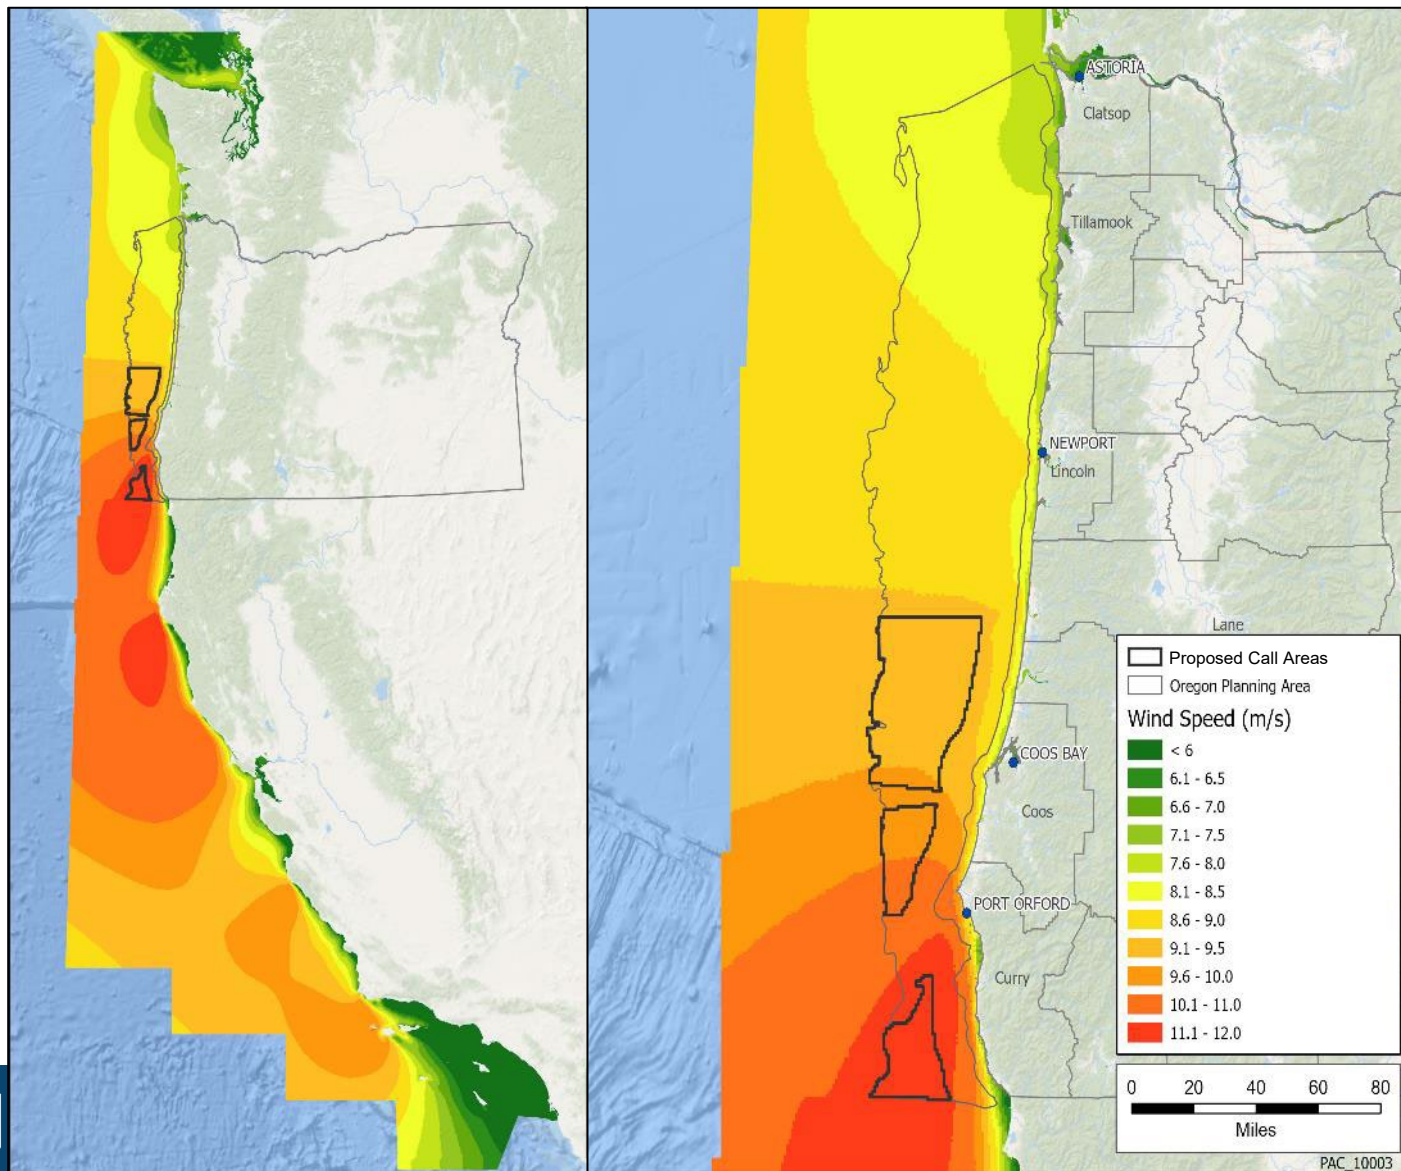 ASTORIA
Clatsop
Tillamook
NEWPORT
Lincoln
Lane
COOS BAY
Coos
PORT ORFORD
Curry
Proposed Call Areas
Oregon Planning Area
Wind Speed (m/s)
< 6
6.1 - 6.5
6.6 - 7.0
7.1 - 7.5
7.6 - 8.0
8.1 - 8.5
8.6 - 9.0
9.1 - 9.5
9.6 - 10.0
10.1 - 11.0
11.1 - 12.0
0 20 40 60 80
Miles
PAC_10003